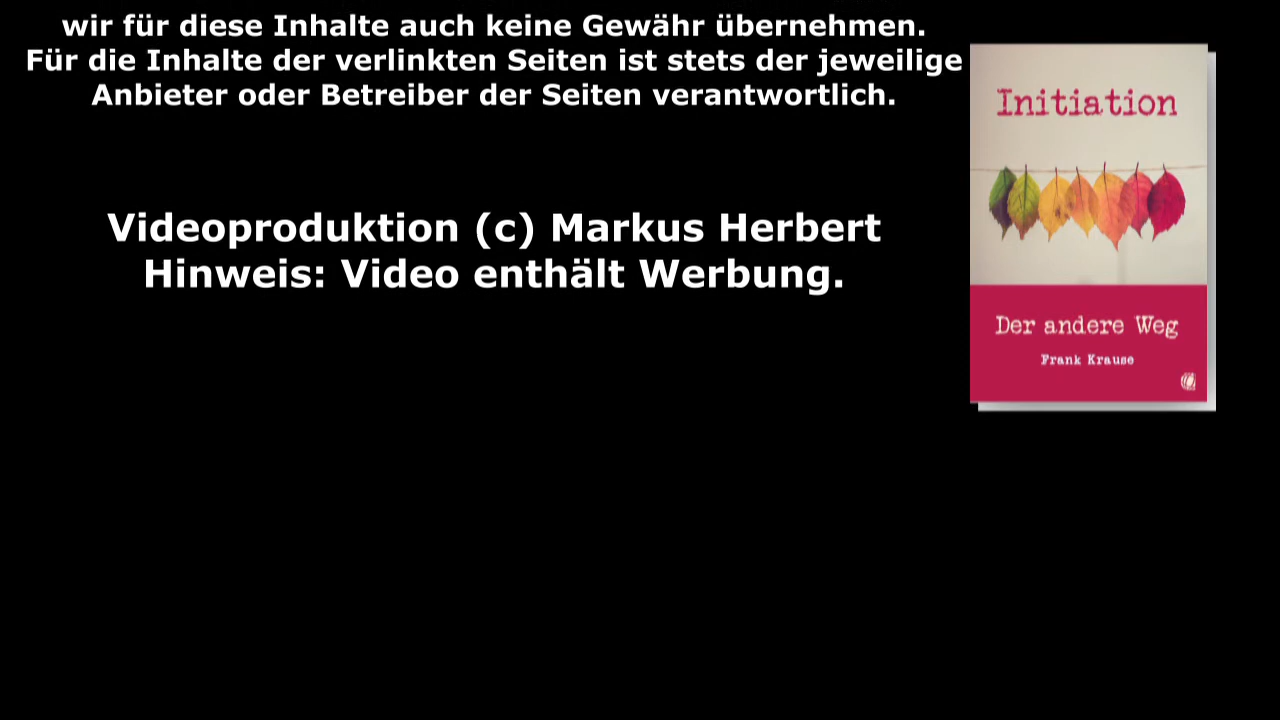 wir für diese Inhalte auch keine Gewähr übernehmen.
Für die Inhalte der verlinkten Seiten ist stets der jeweilige
Anbieter oder Betreiber der Seiten verantwortlich.
Videoproduktion (c) Markus Herbert
Hinweis: Video enthält Werbung.
Initiation
Der andere Weg
Frank Krause